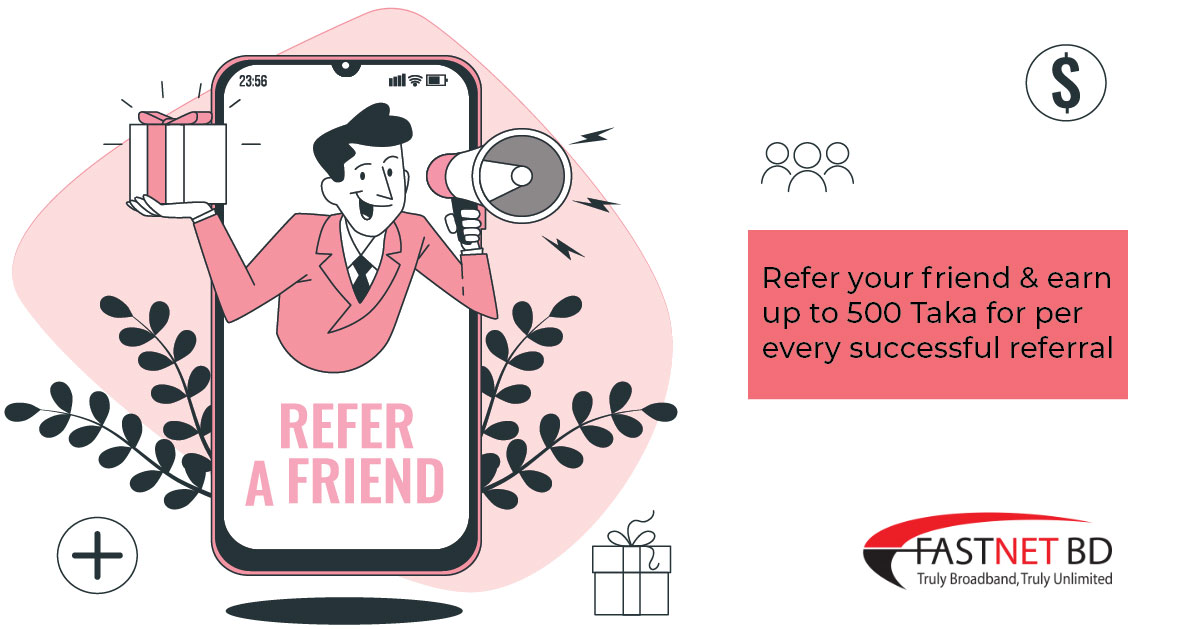 23:56
REFER
A FRIEND
$
Refer your friend & earn
up to 500 Taka for per
every successful referral
FASTNET BD
Truly Broadband, Truly Unlimited